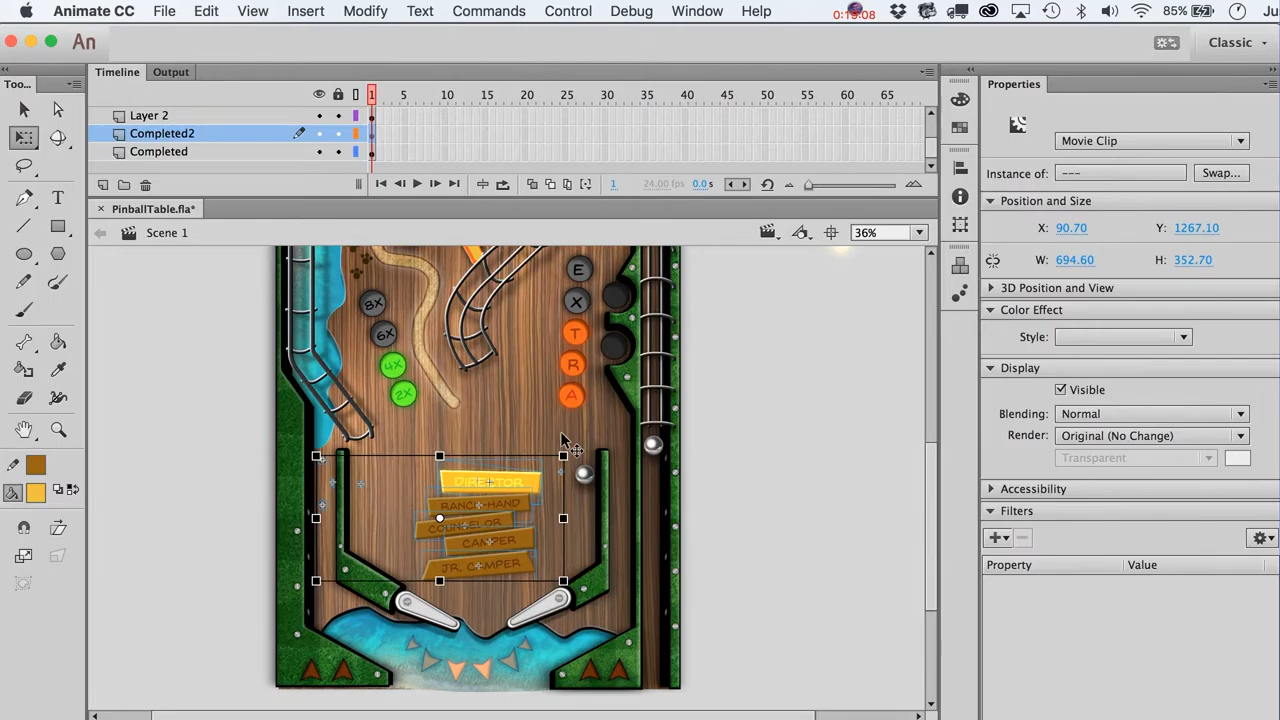 Animate CC File Edit View Insert Modify Text Commands Control Debug Window Help 0:19:08 85% Ju
An Classic
Too... Timeline Output Properties
1 5 10 15 20 25 30 35 40 45 50 55 60 65
Layer 2
Completed2
Completed
Movie Clip
Instance of: --- Swap...
1 24.00 fps 0.0 s
Position and Size
PinballTable.fla*
X: 90.70 Y: 1267.10
Scene 1 36%
W: 694.60 H: 352.70
3D Position and View
Color Effect
Style:
Display
Visible
Blending: Normal
Render: Original (No Change)
Transparent
Accessibility
Filters
Property Value
E
8X X
6X T
4X R
2X A
DIRECTOR
RANCH-HAND
COUNSELOR
CAMPER
JR. CAMPER